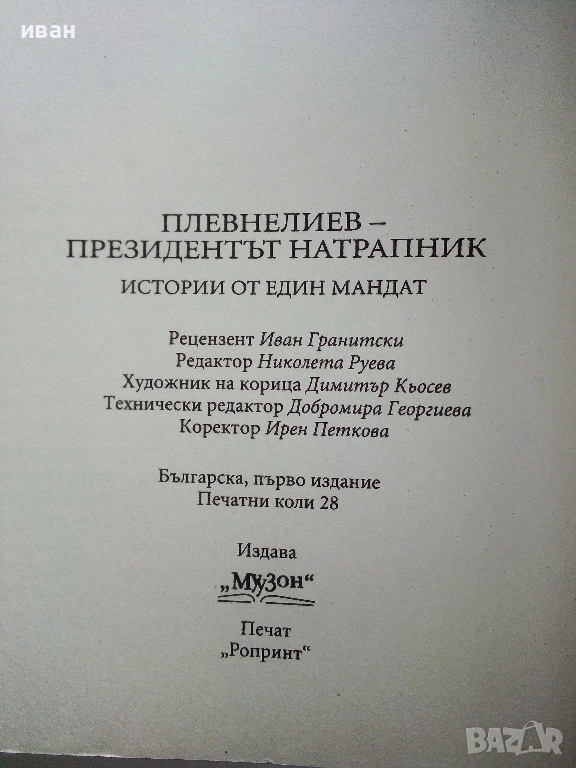 иван
ПЛЕВНЕЛИЕВ –
ПРЕЗИДЕНТЪТ НАТРАПНИК
ИСТОРИИ ОТ ЕДИН МАНДАТ
Рецензент Иван Гранитски
Редактор Николета Руева
Художник на корица Димитър Кьосев
Технически редактор Добромира Георгиева
Коректор Ирен Петкова
Българска, първо издание
Печатни коли 28
Издава
„Музон“
Печат
„Ропринт“
BAZAR